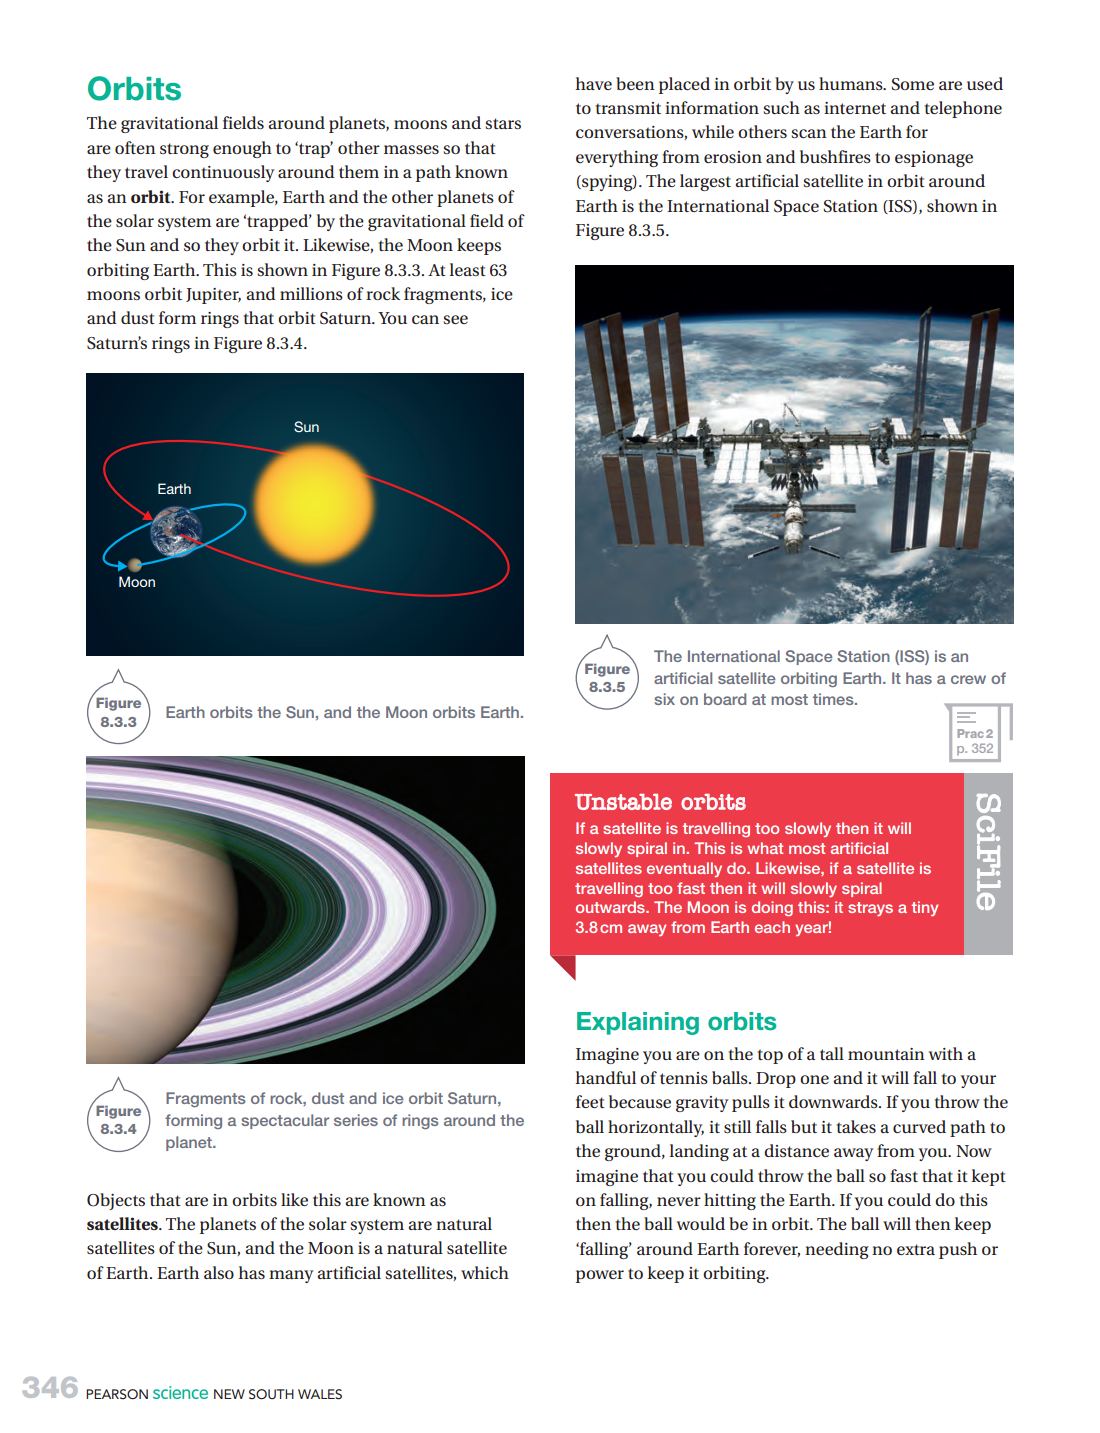 Orbits
The gravitational fields around planets, moons and stars
are often strong enough to ‘trap’ other masses so that
they travel continuously around them in a path known
as an orbit. For example, Earth and the other planets of
the solar system are ‘trapped’ by the gravitational field of
the Sun and so they orbit it. Likewise, the Moon keeps
orbiting Earth. This is shown in Figure 8.3.3. At least 63
moons orbit Jupiter, and millions of rock fragments, ice
and dust form rings that orbit Saturn. You can see
Saturn’s rings in Figure 8.3.4.
Sun
Earth
Moon
Figure
8.3.3
Earth orbits the Sun, and the Moon orbits Earth.
Figure
8.3.4
Fragments of rock, dust and ice orbit Saturn,
forming a spectacular series of rings around the
planet.
Objects that are in orbits like this are known as
satellites. The planets of the solar system are natural
satellites of the Sun, and the Moon is a natural satellite
of Earth. Earth also has many artificial satellites, which
have been placed in orbit by us humans. Some are used
to transmit information such as internet and telephone
conversations, while others scan the Earth for
everything from erosion and bushfires to espionage
(spying). The largest artificial satellite in orbit around
Earth is the International Space Station (ISS), shown in
Figure 8.3.5.
Figure
8.3.5
The International Space Station (ISS) is an
artificial satellite orbiting Earth. It has a crew of
six on board at most times.
Prac 2
p. 352
Unstable orbits
If a satellite is travelling too slowly then it will
slowly spiral in. This is what most artificial
satellites eventually do. Likewise, if a satellite is
travelling too fast then it will slowly spiral
outwards. The Moon is doing this: it strays a tiny
3.8 cm away from Earth each year!
SciFile
Explaining orbits
Imagine you are on the top of a tall mountain with a
handful of tennis balls. Drop one and it will fall to your
feet because gravity pulls it downwards. If you throw the
ball horizontally, it still falls but it takes a curved path to
the ground, landing at a distance away from you. Now
imagine that you could throw the ball so fast that it kept
on falling, never hitting the Earth. If you could do this
then the ball would be in orbit. The ball will then keep
‘falling’ around Earth forever, needing no extra push or
power to keep it orbiting.
346 PEARSON science NEW SOUTH WALES